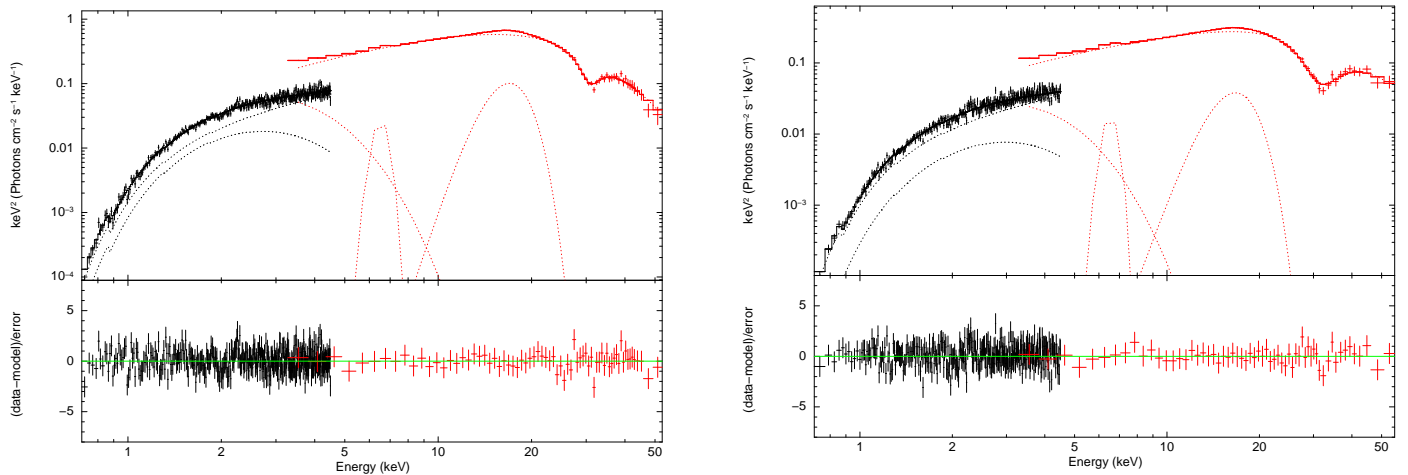 1
0.1
0.01
10⁻³
10⁻⁴
keV² (Photons cm⁻² s⁻¹ keV⁻¹)
5
0
−5
(data−model)/error
1 2 5 10 20 50
Energy (keV)
1
0.1
0.01
10⁻³
keV² (Photons cm⁻² s⁻¹ keV⁻¹)
5
0
−5
(data−model)/error
1 2 5 10 20 50
Energy (keV)